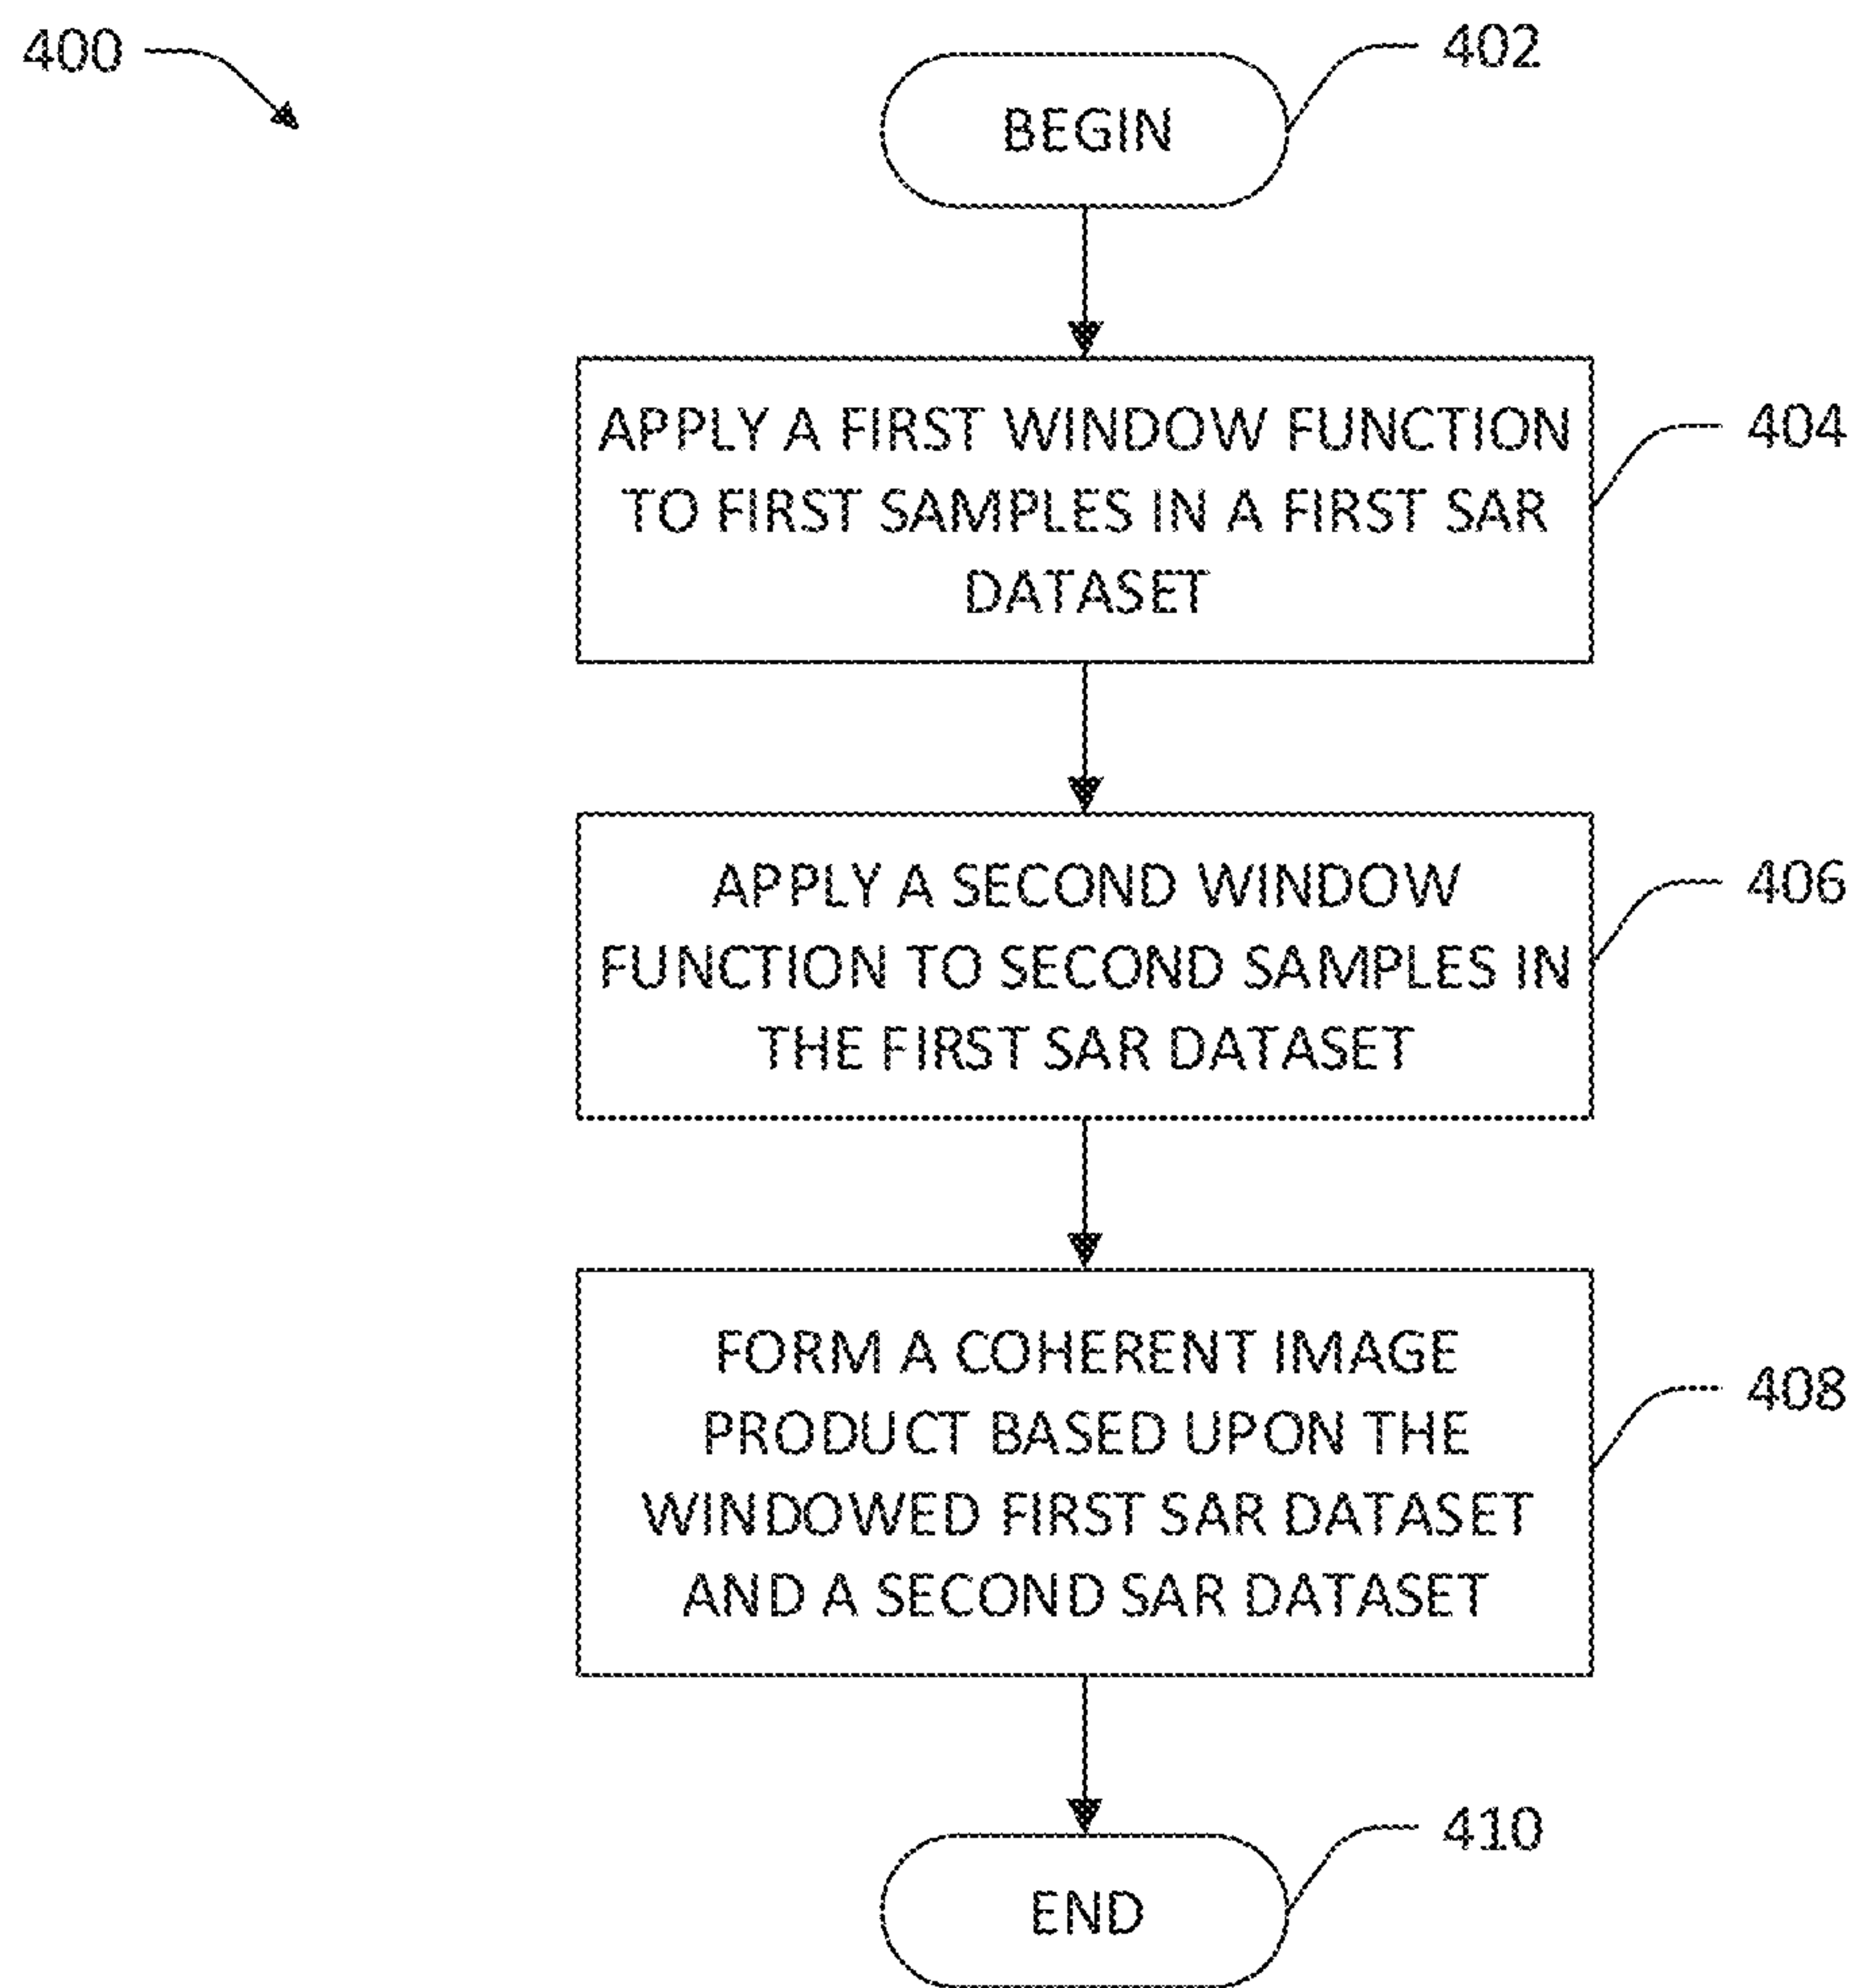 400
402
BEGIN
APPLY A FIRST WINDOW FUNCTION
TO FIRST SAMPLES IN A FIRST SAR
DATASET
404
APPLY A SECOND WINDOW
FUNCTION TO SECOND SAMPLES IN
THE FIRST SAR DATASET
406
FORM A COHERENT IMAGE
PRODUCT BASED UPON THE
WINDOWED FIRST SAR DATASET
AND A SECOND SAR DATASET
408
410
END